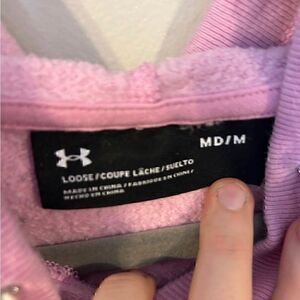 MD/M
LOOSE/COUPE LÂCHE/SUELTO
MADE IN CHINA / FABRIQUÉ EN CHINE /
HECHO EN CHINA